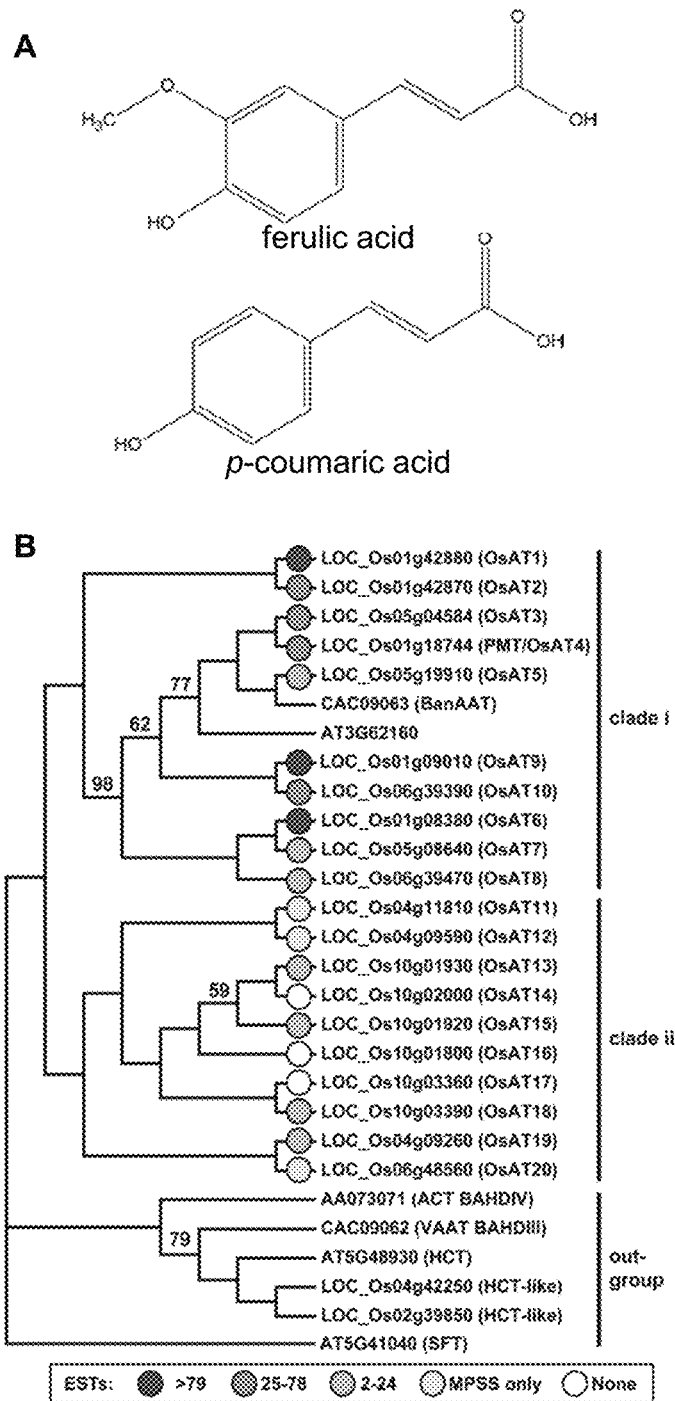 A
O
O
H₃C
OH
HO
ferulic acid
O
OH
HO
p-coumaric acid
B
LOC_Os01g42880 (OsAT1)
LOC_Os01g42870 (OsAT2)
LOC_Os05g04584 (OsAT3)
LOC_Os01g18744 (PMT/OsAT4)
LOC_Os05g19910 (OsAT5)
77
CAC09063 (BanAAT)
clade i
62
AT3G62160
LOC_Os01g09010 (OsAT9)
98
LOC_Os06g39390 (OsAT10)
LOC_Os01g08380 (OsAT6)
LOC_Os05g08640 (OsAT7)
LOC_Os06g39470 (OsAT8)
LOC_Os04g11810 (OsAT11)
LOC_Os04g09590 (OsAT12)
LOC_Os10g01930 (OsAT13)
59
LOC_Os10g02000 (OsAT14)
LOC_Os10g01920 (OsAT15)
clade ii
LOC_Os10g01800 (OsAT16)
LOC_Os10g03360 (OsAT17)
LOC_Os10g03390 (OsAT18)
LOC_Os04g09260 (OsAT19)
LOC_Os06g48560 (OsAT20)
AA073071 (ACT BAHDIV)
79
CAC09062 (VAAT BAHDIII)
AT5G48930 (HCT)
out-
group
LOC_Os04g42250 (HCT-like)
LOC_Os02g39850 (HCT-like)
AT5G41040 (SFT)
ESTs: >79 25-78 2-24 MPSS only None